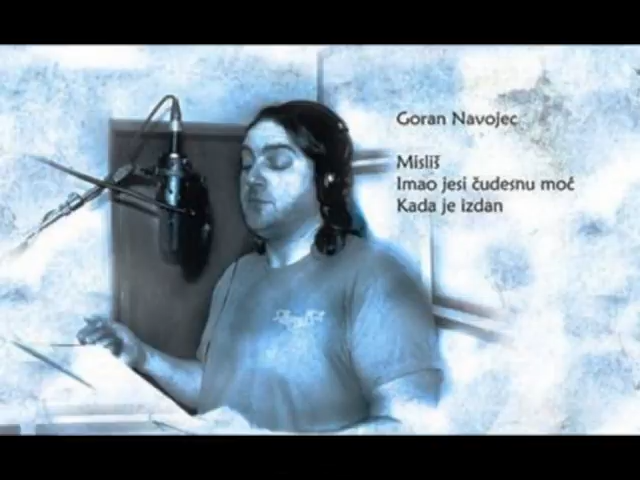 Goran Navojec
Misliš
Imao jesi čudesnu moć
Kada je izdan